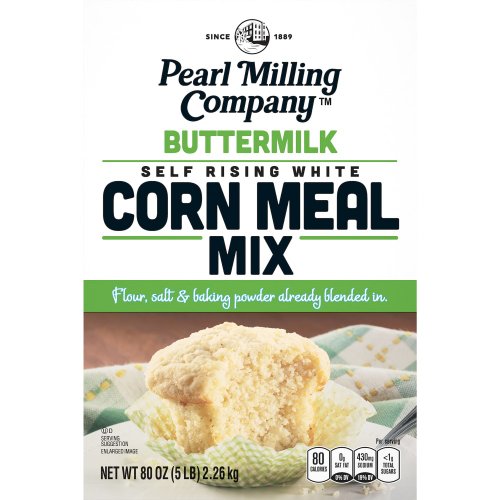 SINCE 1889
Pearl Milling
Company™
BUTTERMILK
SELF RISING WHITE
CORN MEAL
MIX
Flour, salt & baking powder already blended in.
Ⓤ D
SERVING
SUGGESTION
ENLARGED IMAGE
NET WT 80 OZ (5 LB) 2.26kg
Per serving
80 CALORIES
0g SAT FAT 0% DV
430mg SODIUM 19% DV
<1g TOTAL SUGARS